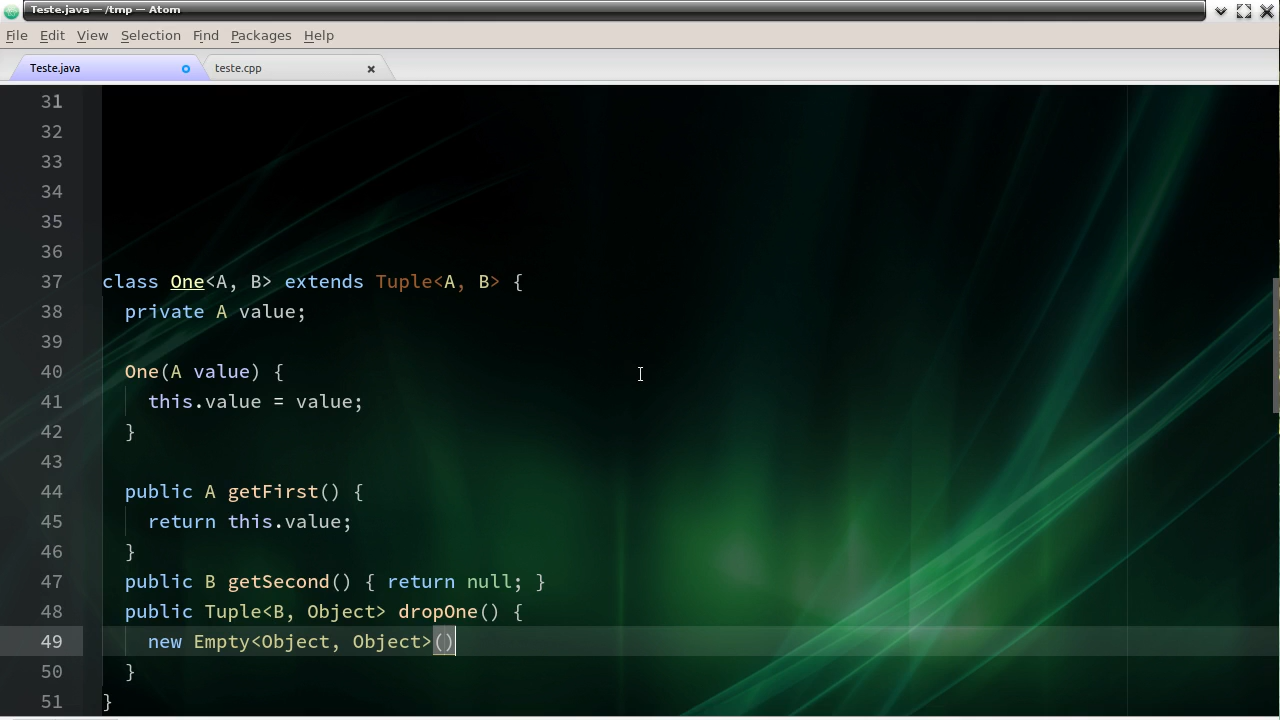 Teste.java — /tmp — Atom
File Edit View Selection Find Packages Help
Teste.java teste.cpp
31
32
33
34
35
36
37 class One<A, B> extends Tuple<A, B> {
38   private A value;
39
40   One(A value) {
41     this.value = value;
42   }
43
44   public A getFirst() {
45     return this.value;
46   }
47   public B getSecond() { return null; }
48   public Tuple<B, Object> dropOne() {
49     new Empty<Object, Object>()
50   }
51 }